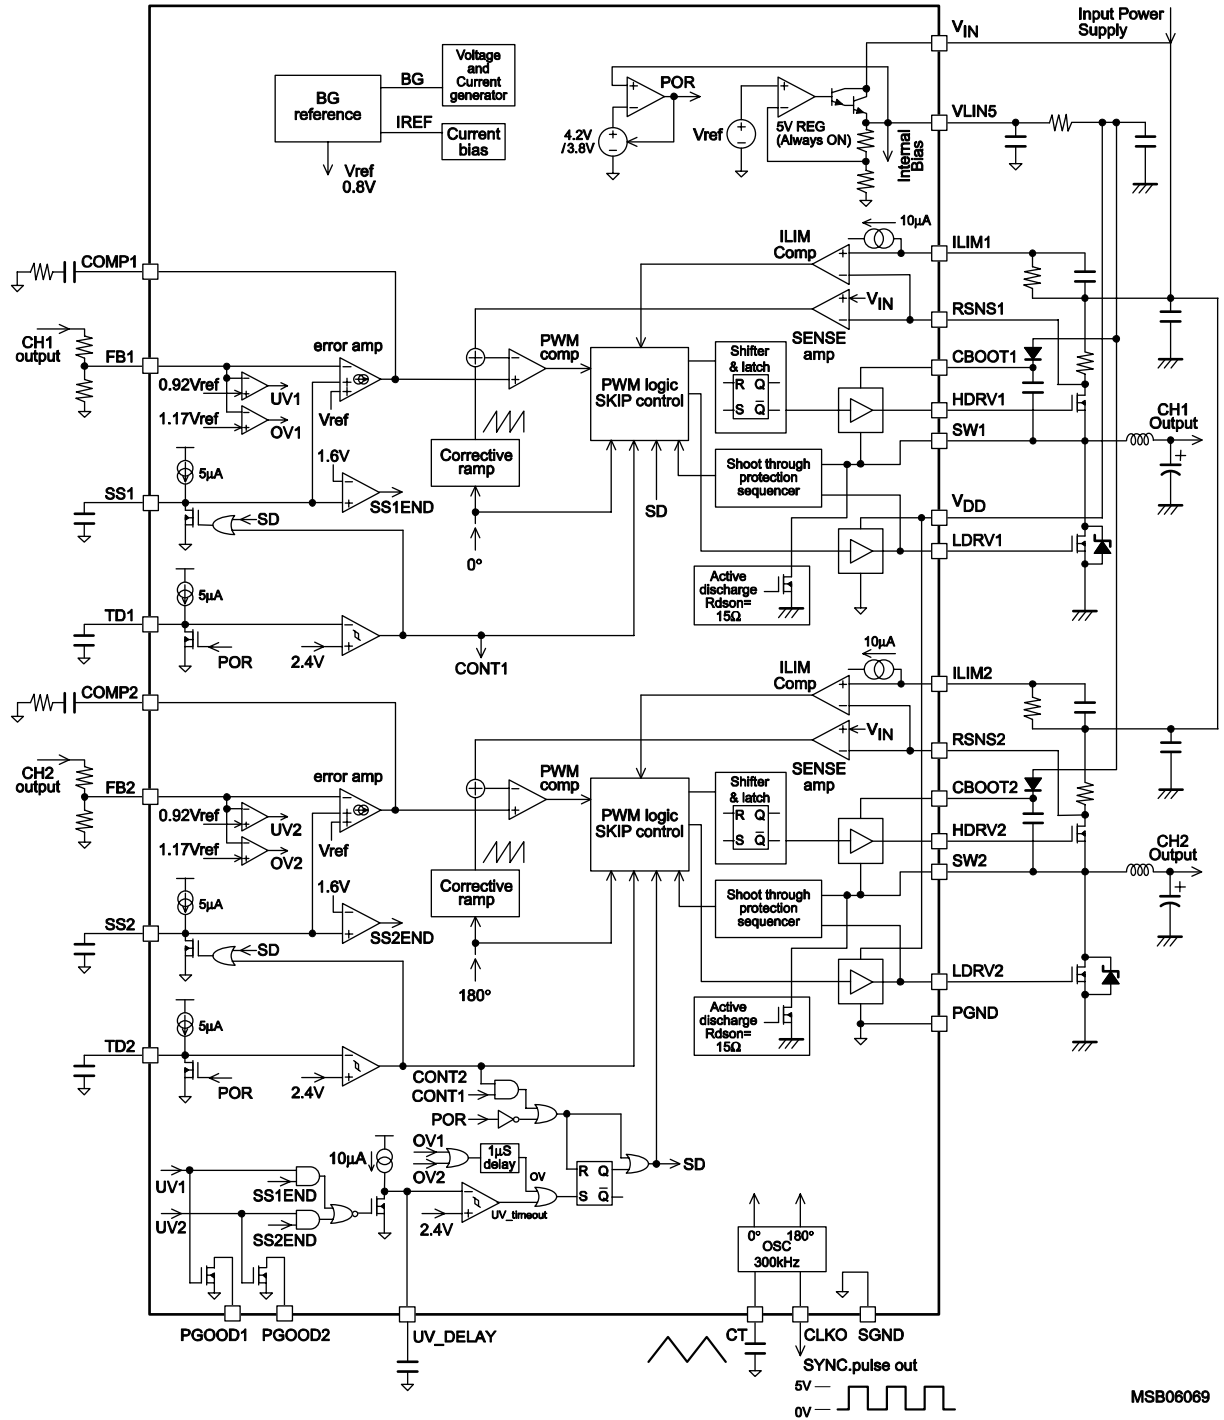 Input Power
Supply
VIN
Voltage
and
Current
generator
BG
BG
reference
IREF
Current
bias
Vref
0.8V
POR
4.2V
/3.8V
Vref
5V REG
(Always ON)
Internal
Bias
VLIN5
COMP1
CH1
output
FB1
error amp
0.92Vref
UV1
1.17Vref
OV1
Vref
5µA
1.6V
SS1
SS1END
SD
5µA
TD1
POR
2.4V
CONT1
PWM
comp
Corrective
ramp
0°
PWM logic
SKIP control
SD
ILIM
Comp
10µA
VIN
SENSE
amp
Shifter
& latch
R Q
S Q
Shoot through
protection
sequencer
Active
discharge
Rdson=
15Ω
ILIM1
RSNS1
CBOOT1
HDRV1
SW1
CH1
Output
+
VDD
LDRV1
COMP2
CH2
output
FB2
error amp
0.92Vref
UV2
1.17Vref
OV2
Vref
5µA
1.6V
SS2
SS2END
SD
5µA
TD2
POR
2.4V
PWM
comp
Corrective
ramp
180°
PWM logic
SKIP control
ILIM
Comp
10µA
VIN
SENSE
amp
Shifter
& latch
R Q
S Q
Shoot through
protection
sequencer
Active
discharge
Rdson=
15Ω
ILIM2
RSNS2
CBOOT2
HDRV2
SW2
CH2
Output
+
LDRV2
PGND
CONT2
CONT1
POR
OV1
OV2
1µS
delay
OV
R Q
S Q
SD
10µA
UV1
SS1END
UV2
SS2END
2.4V
UV_timeout
0° 180°
OSC
300kHz
PGOOD1
PGOOD2
UV_DELAY
CT
CLKO
SGND
SYNC.pulse out
5V
0V
MSB06069